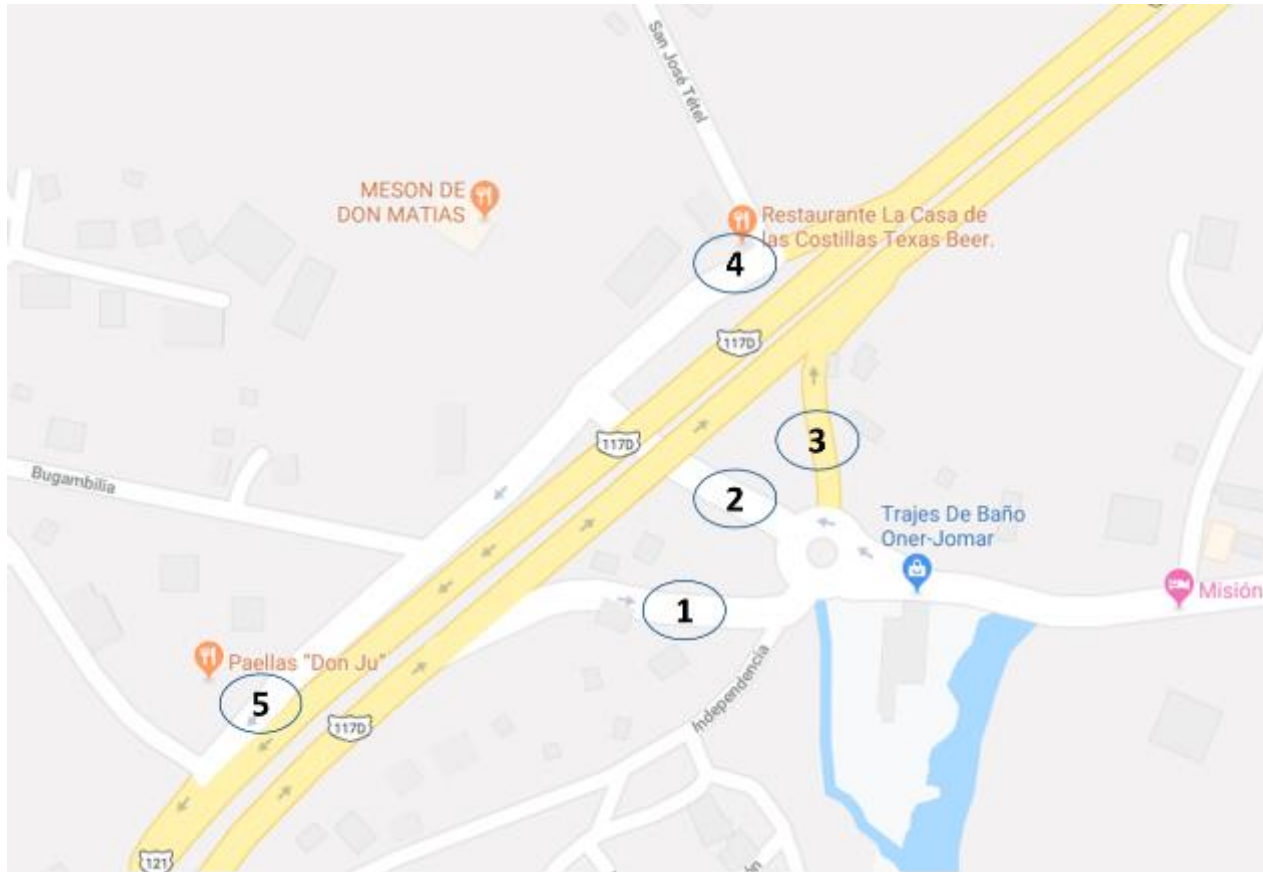 San José Tétel
MESON DE
DON MATIAS
Restaurante La Casa de
las Costillas Texas Beer.
4
117D
3
117D
Bugambilia
2
Trajes De Baño
Oner-Jomar
1
Misión
Paellas "Don Ju"
5
Independencia
117D
121
ón